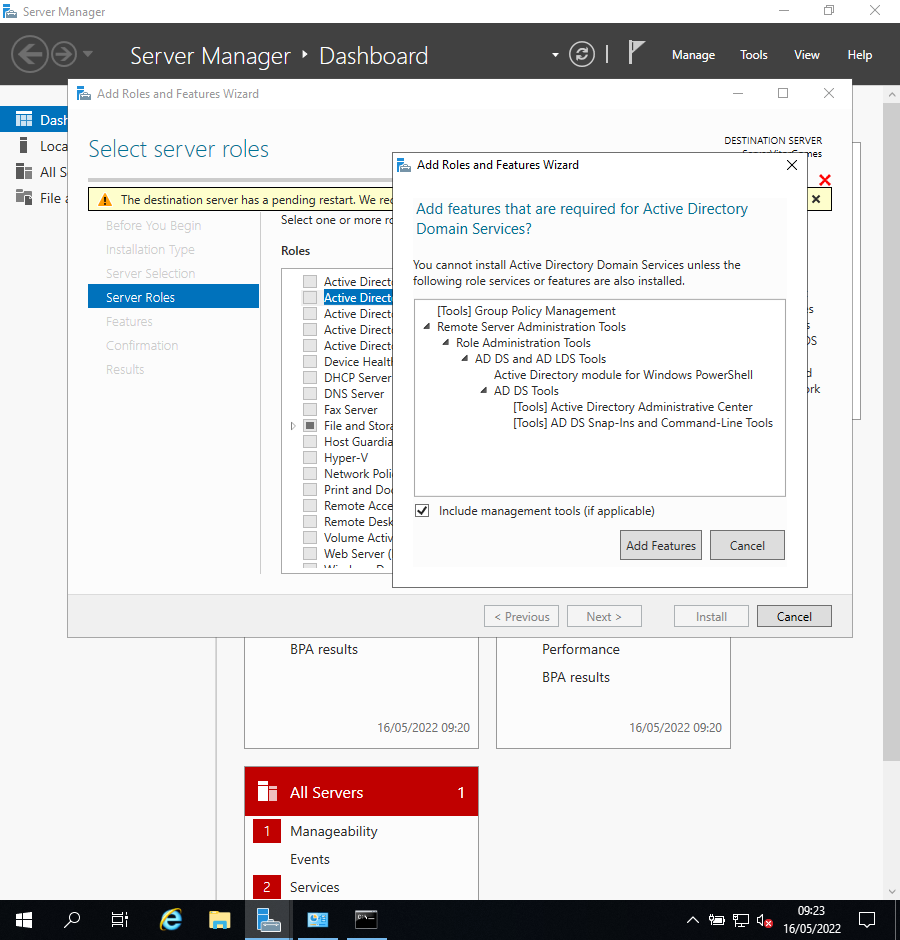 Server Manager
Server Manager • Dashboard
Manage Tools View Help
Add Roles and Features Wizard
Dash
Loca
All S
File a
Select server roles
DESTINATION SERVER
The destination server has a pending restart. We rec
Before You Begin
Installation Type
Server Selection
Server Roles
Features
Confirmation
Results
Select one or more ro
Roles
Active Direct
Active Direct
Active Direct
Active Direct
Active Direct
Device Healt
DHCP Server
DNS Server
Fax Server
File and Stora
Host Guardia
Hyper-V
Network Poli
Print and Doc
Remote Acce
Remote Desk
Volume Activ
Web Server (
Add Roles and Features Wizard
Add features that are required for Active Directory
Domain Services?
You cannot install Active Directory Domain Services unless the
following role services or features are also installed.
[Tools] Group Policy Management
Remote Server Administration Tools
Role Administration Tools
AD DS and AD LDS Tools
Active Directory module for Windows PowerShell
AD DS Tools
[Tools] Active Directory Administrative Center
[Tools] AD DS Snap-Ins and Command-Line Tools
Include management tools (if applicable)
Add Features Cancel
< Previous Next > Install Cancel
BPA results
16/05/2022 09:20
Performance
BPA results
16/05/2022 09:20
All Servers 1
1 Manageability
Events
2 Services
09:23
16/05/2022